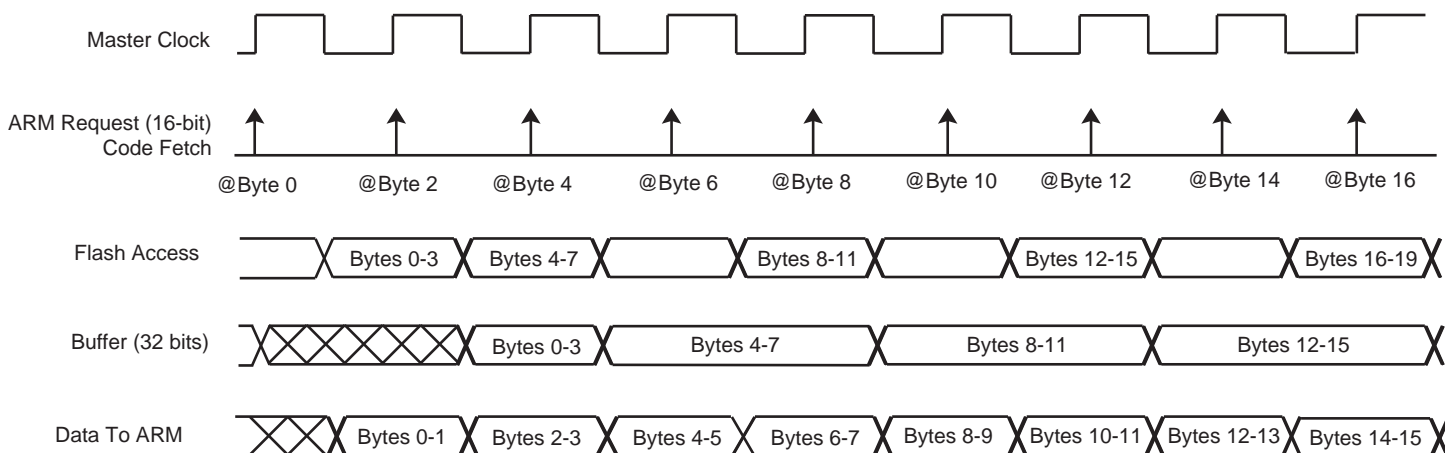 Master Clock
ARM Request (16-bit)
Code Fetch
@Byte 0 @Byte 2 @Byte 4 @Byte 6 @Byte 8 @Byte 10 @Byte 12 @Byte 14 @Byte 16
Flash Access Bytes 0-3 Bytes 4-7 Bytes 8-11 Bytes 12-15 Bytes 16-19
Buffer (32 bits) Bytes 0-3 Bytes 4-7 Bytes 8-11 Bytes 12-15
Data To ARM Bytes 0-1 Bytes 2-3 Bytes 4-5 Bytes 6-7 Bytes 8-9 Bytes 10-11 Bytes 12-13 Bytes 14-15